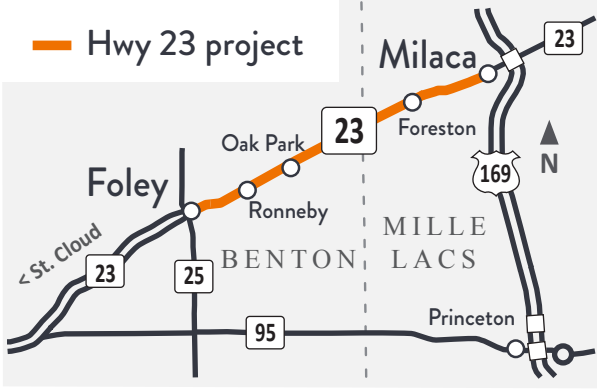 Hwy 23 project
Milaca
23
Foreston
23
Oak Park
169
N
Foley
Ronneby
< St. Cloud
23
25
BENTON
MILLE
LACS
Princeton
95